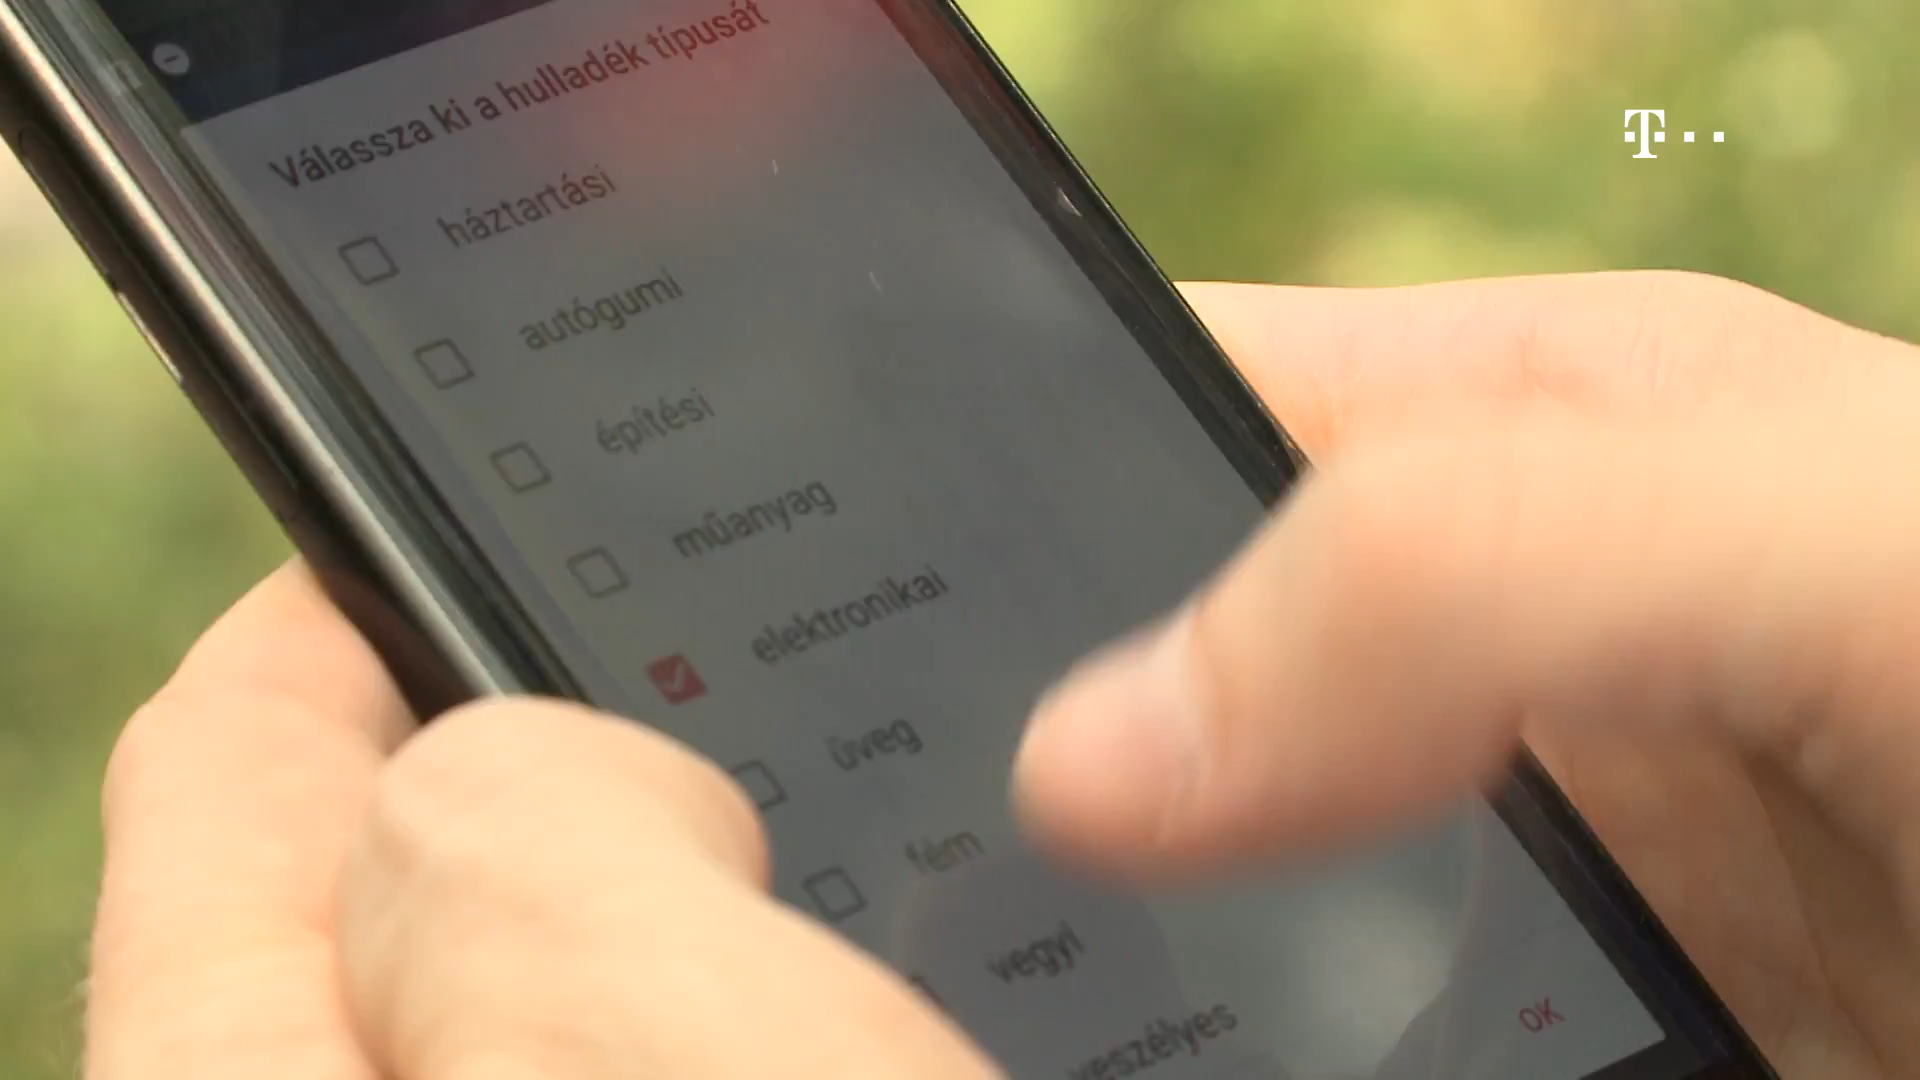 Válassza ki a hulladék típusát
háztartási
autógumi
építési
műanyag
elektronikai
üveg
fém
vegyi
veszélyes
OK
T